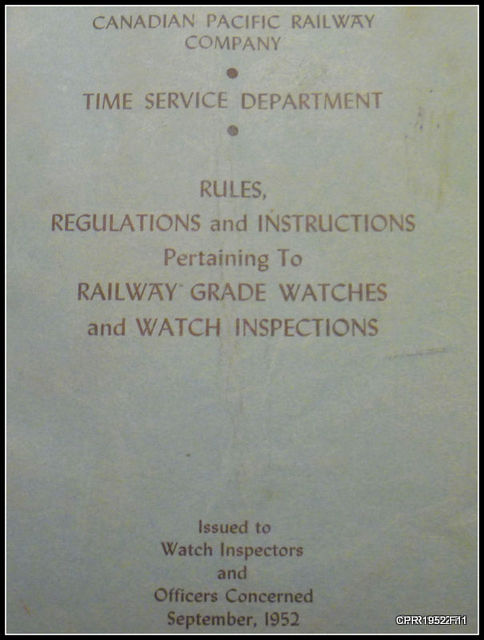 CANADIAN PACIFIC RAILWAY
COMPANY
TIME SERVICE DEPARTMENT
RULES,
REGULATIONS and INSTRUCTIONS
Pertaining To
RAILWAY GRADE WATCHES
and WATCH INSPECTIONS
Issued to
Watch Inspectors
and
Officers Concerned
September, 1952
CPR1952F11